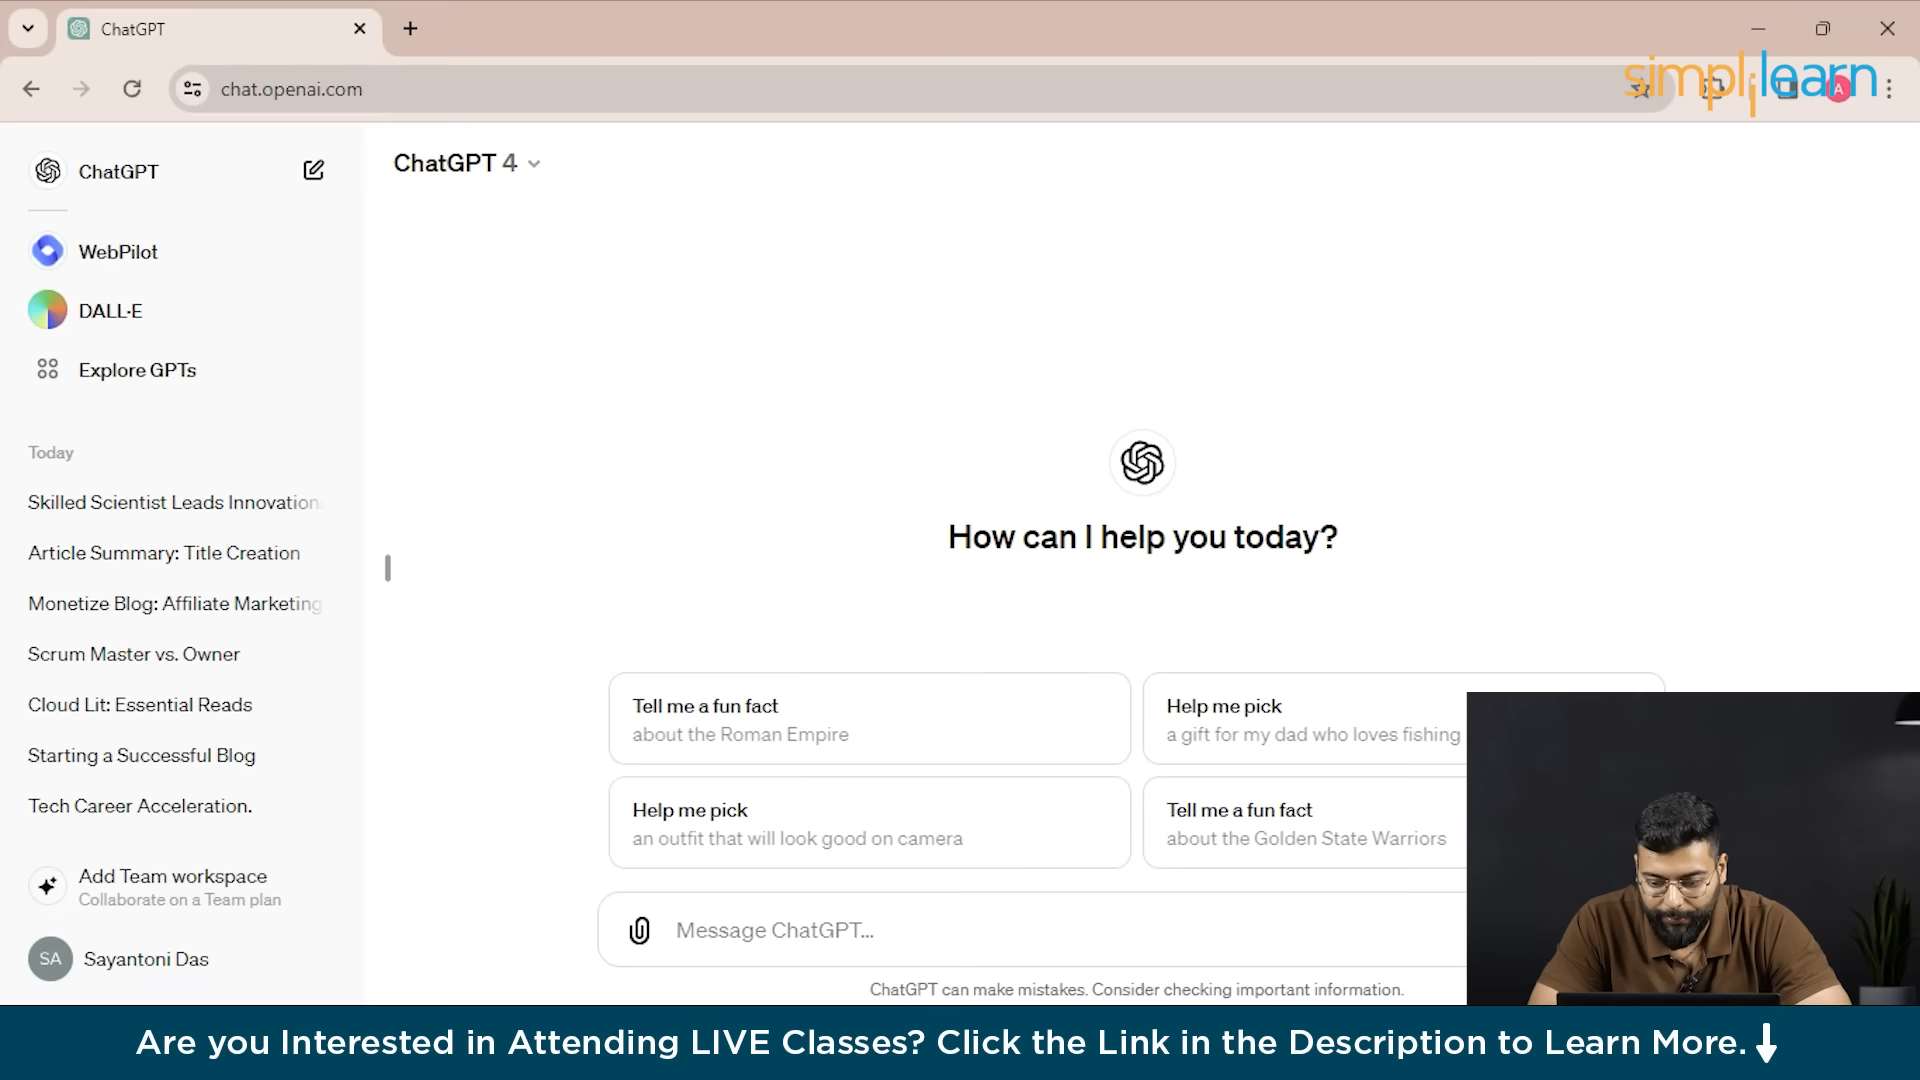 ChatGPT
chat.openai.com
simplilearn
A
ChatGPT
ChatGPT 4
WebPilot
DALL·E
Explore GPTs
Today
Skilled Scientist Leads Innovation
Article Summary: Title Creation
Monetize Blog: Affiliate Marketing
Scrum Master vs. Owner
Cloud Lit: Essential Reads
Starting a Successful Blog
Tech Career Acceleration.
Add Team workspace
Collaborate on a Team plan
SA
Sayantoni Das
How can I help you today?
Tell me a fun fact
about the Roman Empire
Help me pick
a gift for my dad who loves fishing
Help me pick
an outfit that will look good on camera
Tell me a fun fact
about the Golden State Warriors
Message ChatGPT...
ChatGPT can make mistakes. Consider checking important information.
Are you Interested in Attending LIVE Classes? Click the Link in the Description to Learn More.